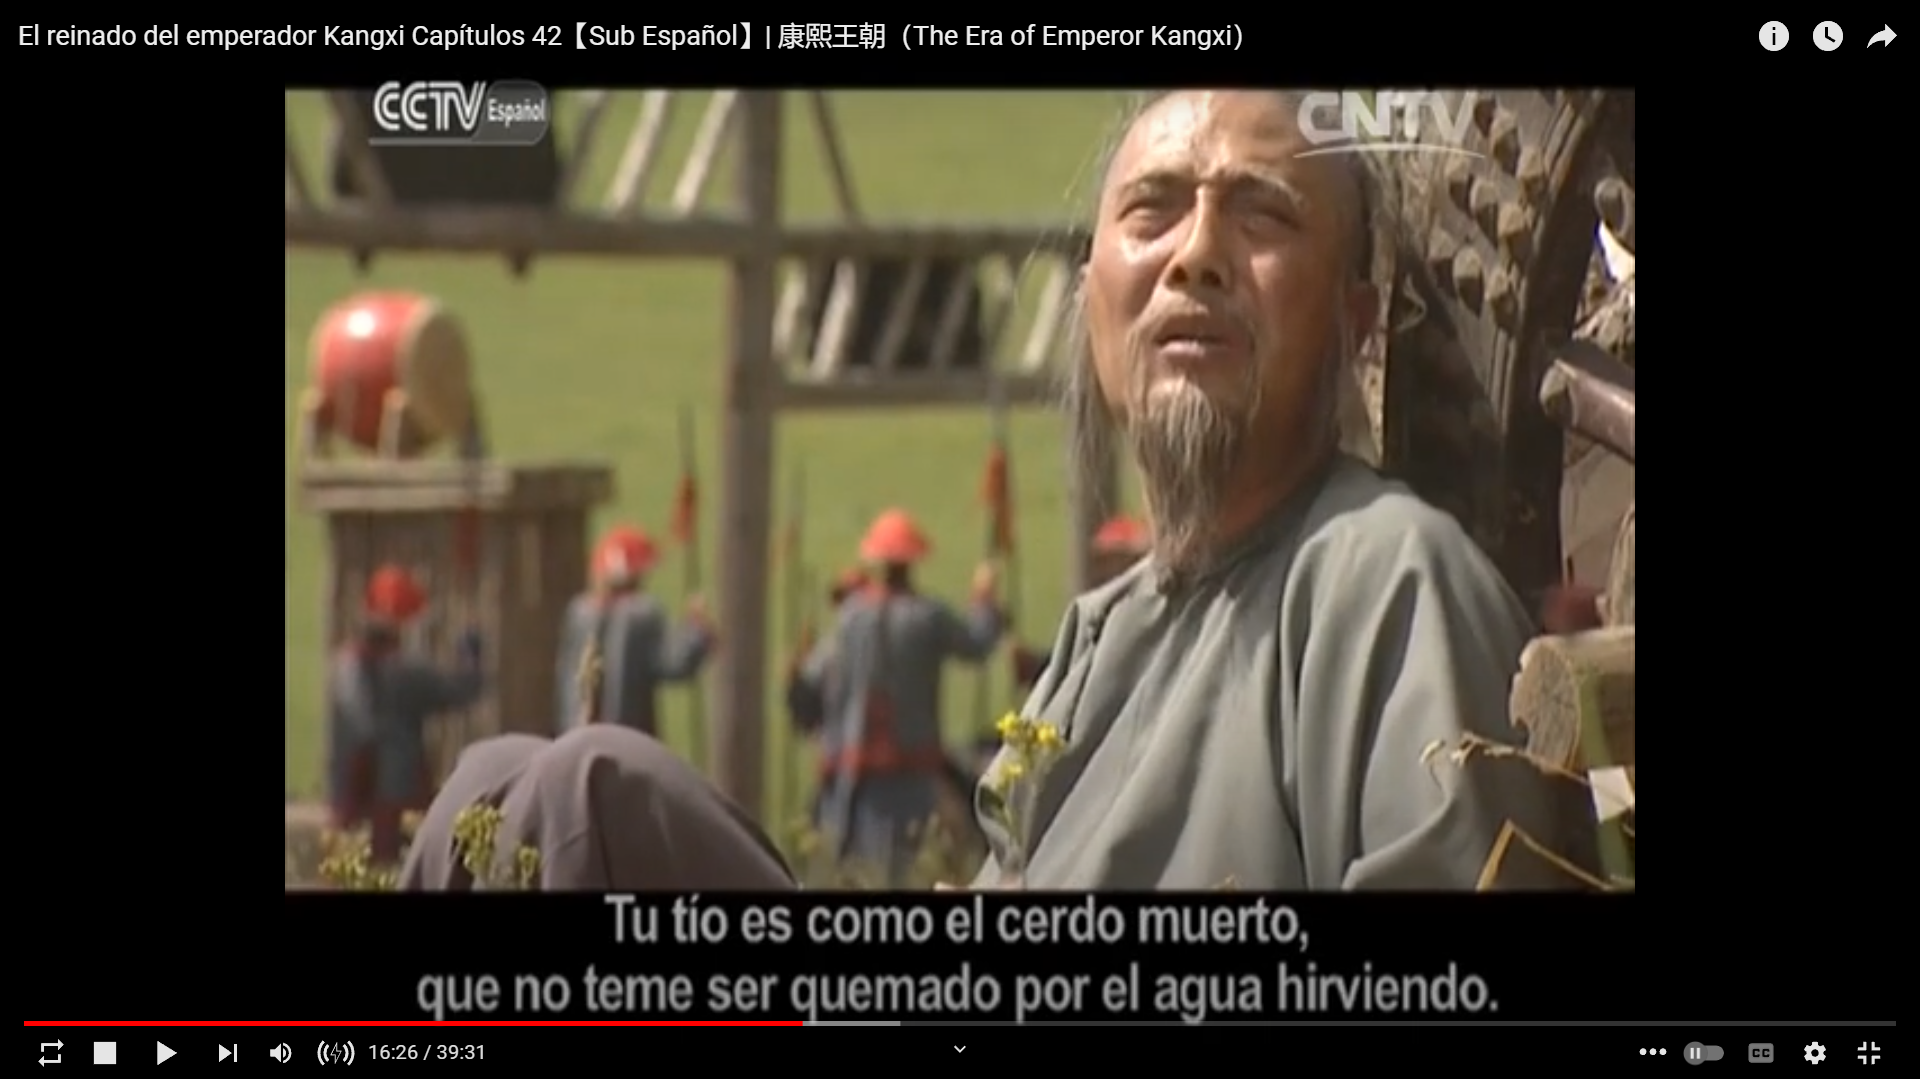 El reinado del emperador Kangxi Capítulos 42【Sub Español】| 康熙王朝（The Era of Emperor Kangxi）
CCTV Español
CNTV
Tu tío es como el cerdo muerto,
que no teme ser quemado por el agua hirviendo.
16:26 / 39:31
CC